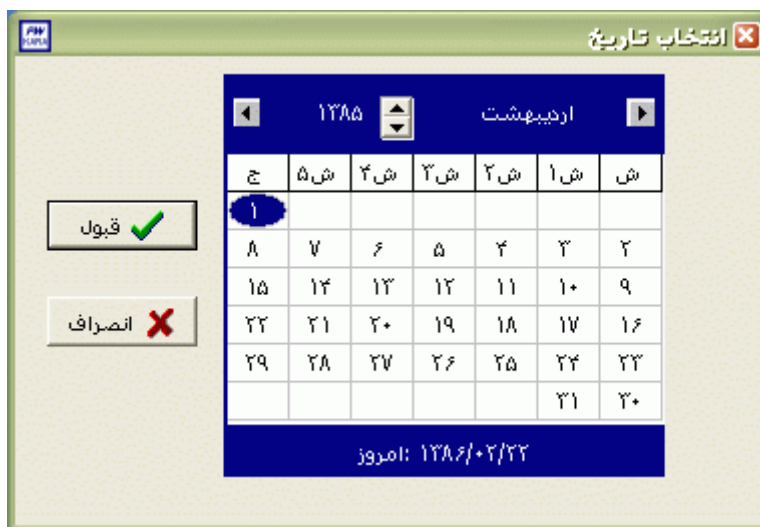 انتخاب تاریخ
اردیبهشت ۱۳۸۵
ش ش۱ ش۲ ش۳ ش۴ ش۵ ج
۱
۲ ۳ ۴ ۵ ۶ ۷ ۸
۹ ۱۰ ۱۱ ۱۲ ۱۳ ۱۴ ۱۵
۱۶ ۱۷ ۱۸ ۱۹ ۲۰ ۲۱ ۲۲
۲۳ ۲۴ ۲۵ ۲۶ ۲۷ ۲۸ ۲۹
۳۰ ۳۱
۱۳۸۶/۰۲/۲۲ :امروز
قبول
انصراف